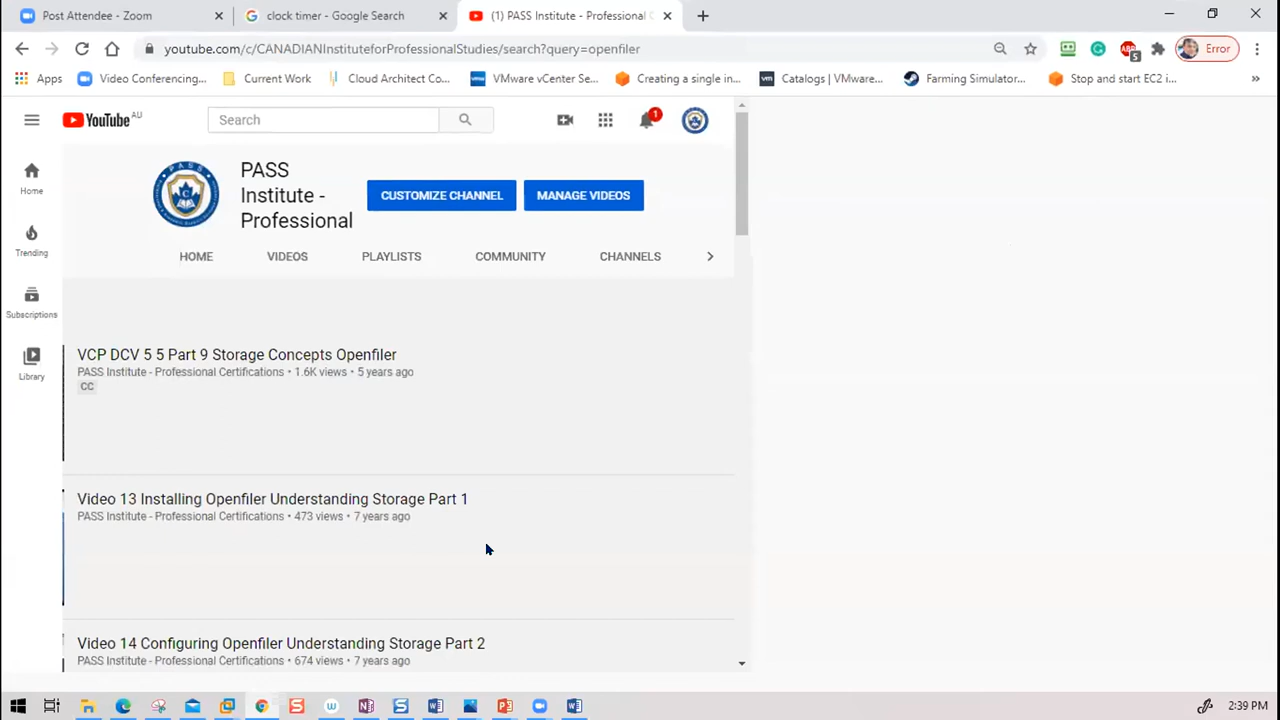 Post Attendee - Zoom
clock timer - Google Search
(1) PASS Institute - Professional C
youtube.com/c/CANADIANInstituteforProfessionalStudies/search?query=openfiler
Error
Apps
Video Conferencing...
Current Work
Cloud Architect Co...
VMware vCenter Se...
Creating a single in...
Catalogs | VMware...
Farming Simulator...
Stop and start EC2 i...
YouTube AU
Search
1
PASS
Institute -
Professional
CUSTOMIZE CHANNEL
MANAGE VIDEOS
HOME
VIDEOS
PLAYLISTS
COMMUNITY
CHANNELS
Home
Trending
Subscriptions
Library
VCP DCV 5 5 Part 9 Storage Concepts Openfiler
PASS Institute - Professional Certifications • 1.6K views • 5 years ago
CC
Video 13 Installing Openfiler Understanding Storage Part 1
PASS Institute - Professional Certifications • 473 views • 7 years ago
Video 14 Configuring Openfiler Understanding Storage Part 2
PASS Institute - Professional Certifications • 674 views • 7 years ago
2:39 PM